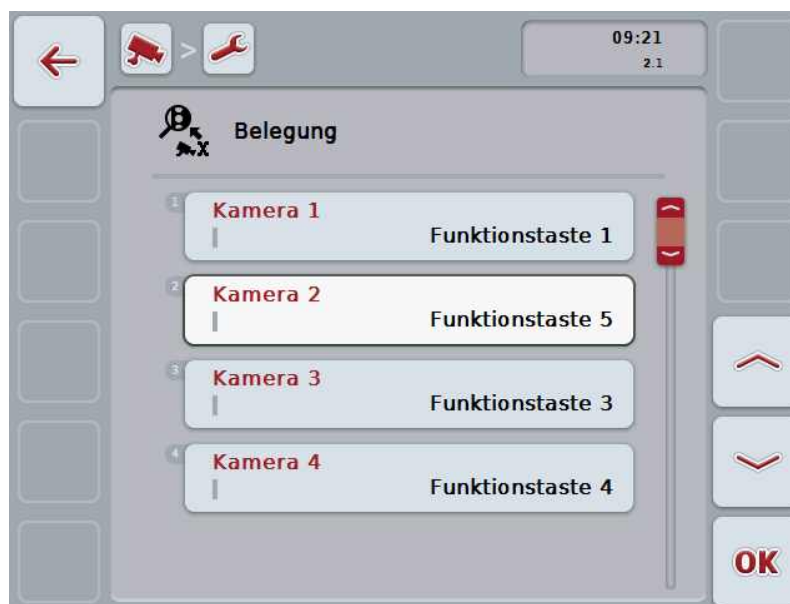 >
09:21
2.1
Belegung
1
Kamera 1
Funktionstaste 1
2
Kamera 2
Funktionstaste 5
3
Kamera 3
Funktionstaste 3
4
Kamera 4
Funktionstaste 4
OK